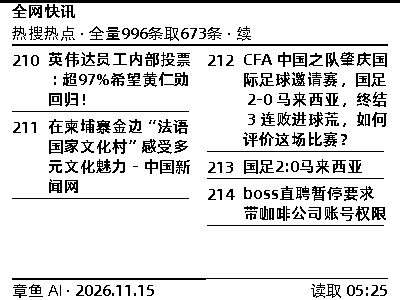 全网快讯
热搜热点 · 全量996条取673条 · 续
210 英伟达员工内部投票
：超97%希望黄仁勋
回归！
211 在柬埔寨金边“法语
国家文化村”感受多
元文化魅力 - 中国新
闻网
212 CFA 中国之队肇庆国
际足球邀请赛，国足
2-0 马来西亚，终结
3 连败进球荒，如何
评价这场比赛？
213 国足2:0马来西亚
214 boss直聘暂停要求
带咖啡公司账号权限
章鱼 AI · 2026.11.15
读取 05:25